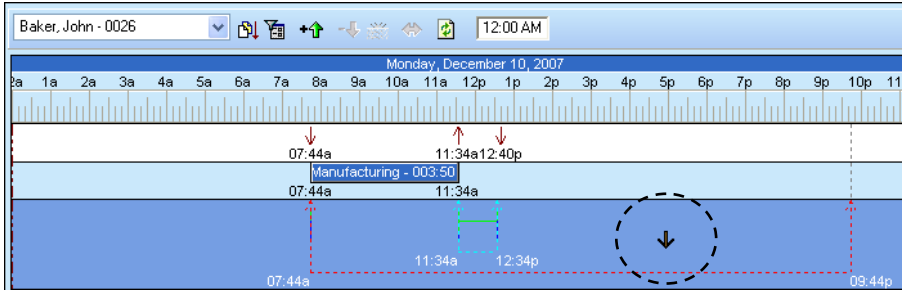 Baker, John - 0026 12:00 AM
Monday, December 10, 2007
2a 1a 2a 3a 4a 5a 6a 7a 8a 9a 10a 11a 12p 1p 2p 3p 4p 5p 6p 7p 8p 9p 10p 11
07:44a 11:34a 12:40p
Manufacturing - 003:50
07:44a 11:34a
11:34a 12:34p
07:44a 09:44p